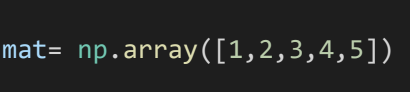 mat= np.array([1,2,3,4,5])